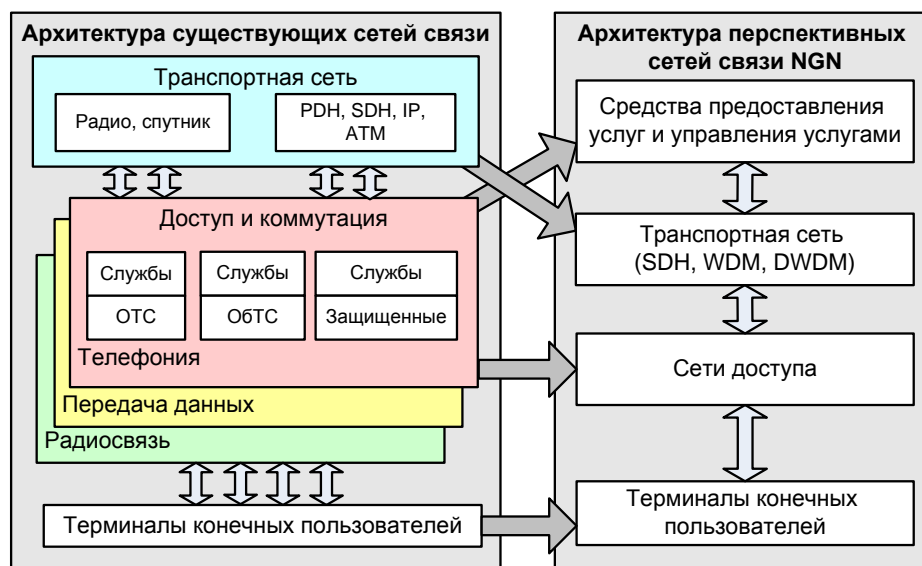 Архитектура существующих сетей связи
Транспортная сеть
Радио, спутник
PDH, SDH, IP,
ATM
Доступ и коммутация
Службы
ОТС
Службы
ОбТС
Службы
Защищенные
Телефония
Передача данных
Радиосвязь
Терминалы конечных пользователей
Архитектура перспективных
сетей связи NGN
Средства предоставления
услуг и управления услугами
Транспортная сеть
(SDH, WDM, DWDM)
Сети доступа
Терминалы конечных
пользователей